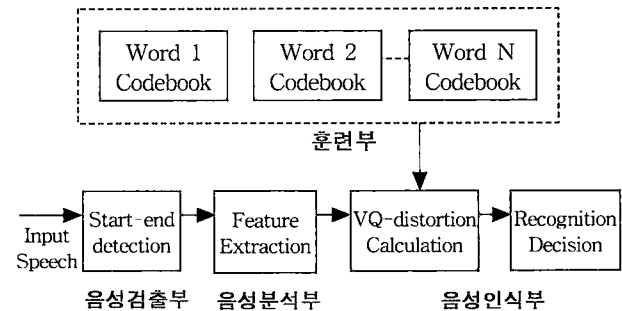 Word 1
Codebook
Word 2
Codebook
Word N
Codebook
훈련부
Input
Speech
Start-end
detection
Feature
Extraction
VQ-distortion
Calculation
Recognition
Decision
음성검출부
음성분석부
음성인식부